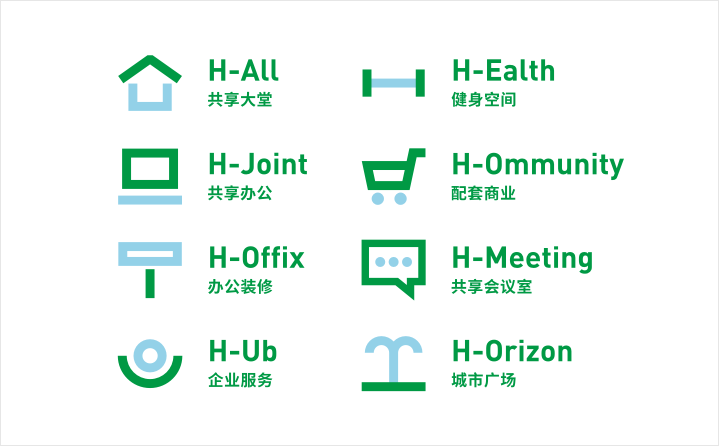 H-All
共享大堂
H-Ealth
健身空间
H-Joint
共享办公
H-Ommunity
配套商业
H-Offix
办公装修
H-Meeting
共享会议室
H-Ub
企业服务
H-Orizon
城市广场